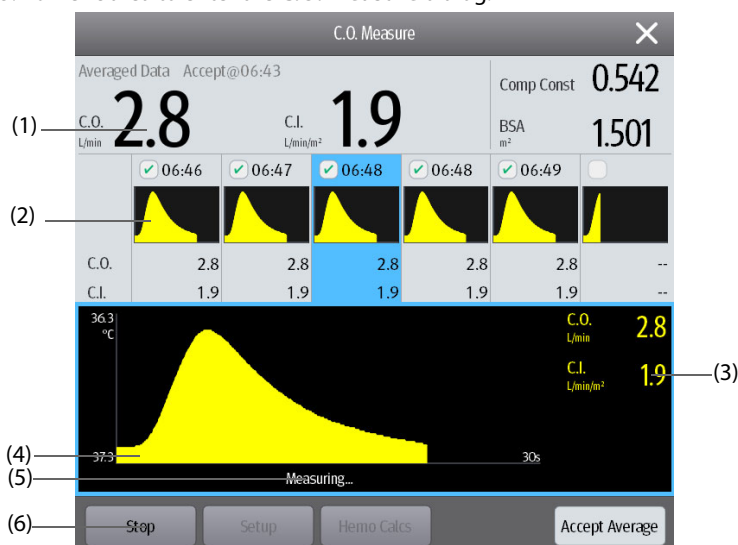 C.O. Measure
Averaged Data Accept@06:43
C.O. L/min 2.8 C.I. L/min/m² 1.9
Comp Const 0.542
BSA m² 1.501
(1)
06:46 06:47 06:48 06:48 06:49
(2)
C.O. 2.8 2.8 2.8 2.8 2.8 --
C.I. 1.9 1.9 1.9 1.9 1.9 --
36.3
°C
C.O. L/min 2.8
C.I. L/min/m² 1.9
(3)
(4)
37.3 30s
(5)
Measuring...
(6)
Stop Setup Hemo Calcs Accept Average